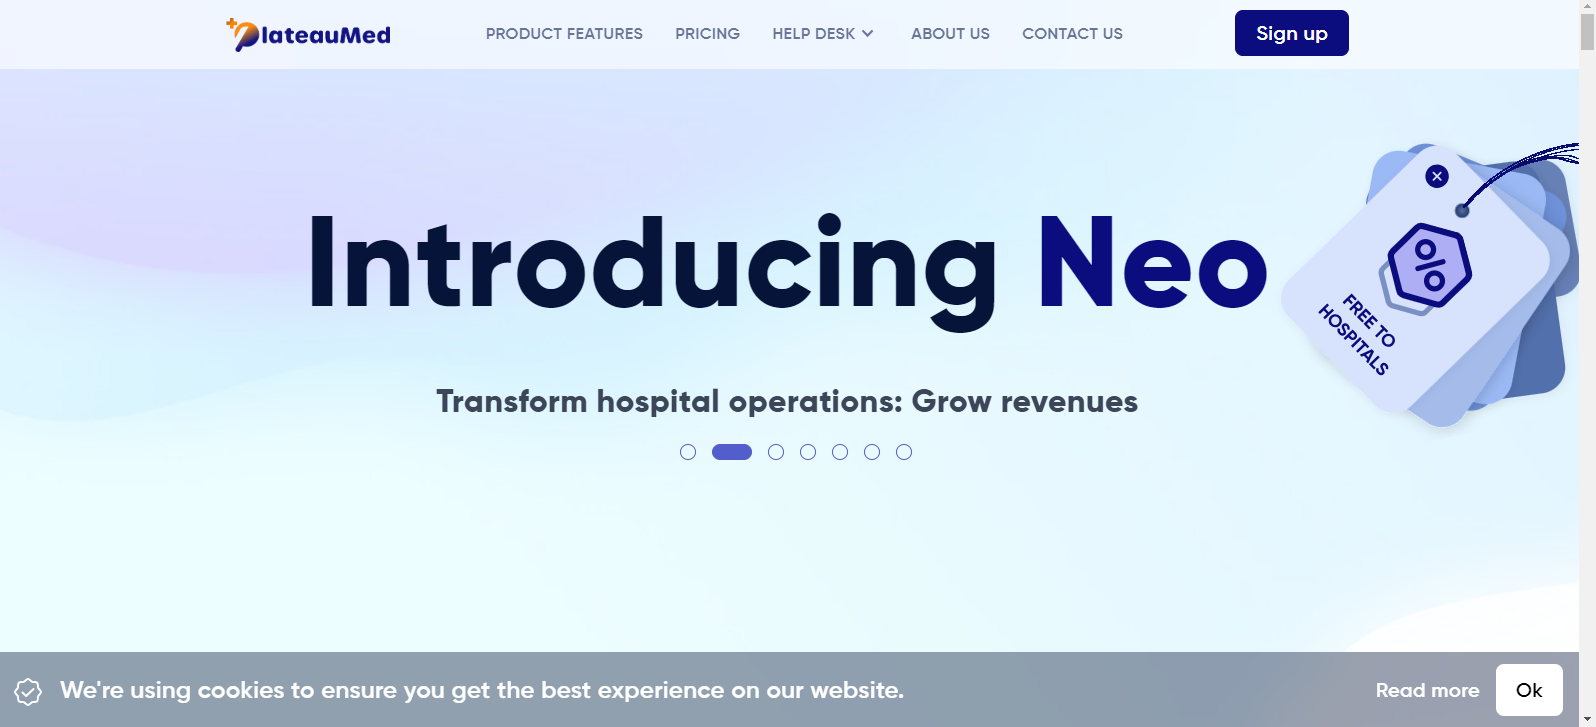 PlateauMed
PRODUCT FEATURES
PRICING
HELP DESK
ABOUT US
CONTACT US
Sign up
Introducing Neo
FREE TO
HOSPITALS
Transform hospital operations: Grow revenues
We're using cookies to ensure you get the best experience on our website.
Read more
Ok